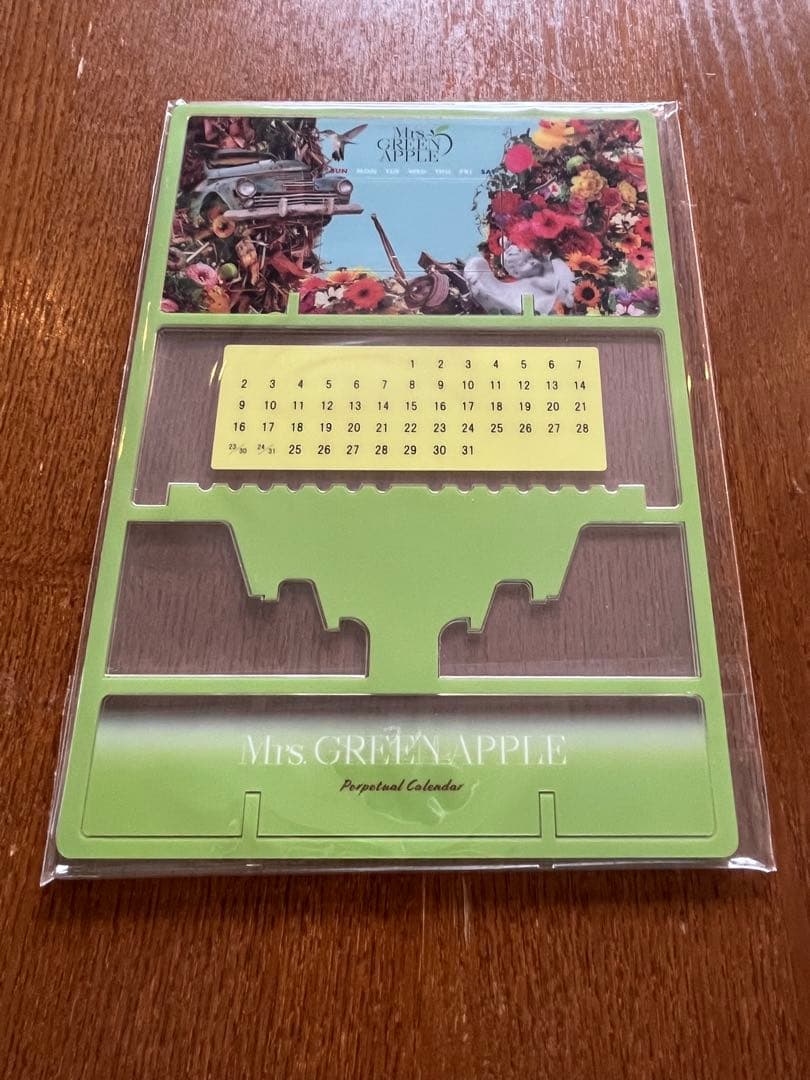 Mrs.
GREEN
APPLE
SUN MON TUE WED THU FRI SAT
1 2 3 4 5 6 7
2 3 4 5 6 7 8 9 10 11 12 13 14
9 10 11 12 13 14 15 16 17 18 19 20 21
16 17 18 19 20 21 22 23 24 25 26 27 28
23/30 24/31 25 26 27 28 29 30 31
Mrs. GREEN APPLE
Perpetual Calendar